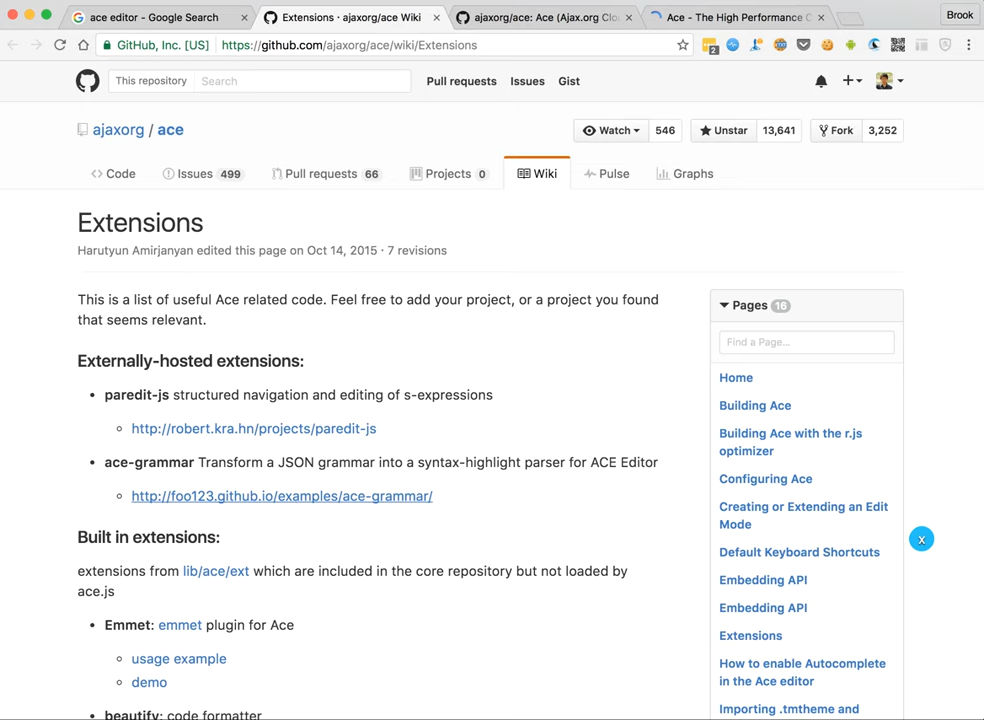 ace editor - Google Search
Extensions · ajaxorg/ace Wiki
ajaxorg/ace: Ace (Ajax.org Clo
Ace - The High Performance C
Brook
GitHub, Inc. [US]
https://github.com/ajaxorg/ace/wiki/Extensions
2
This repository
Search
Pull requests
Issues
Gist
ajaxorg / ace
Watch
546
Unstar
13,641
Fork
3,252
Code
Issues 499
Pull requests 66
Projects 0
Wiki
Pulse
Graphs
Extensions
Harutyun Amirjanyan edited this page on Oct 14, 2015 · 7 revisions
This is a list of useful Ace related code. Feel free to add your project, or a project you found
that seems relevant.
Externally-hosted extensions:
paredit-js structured navigation and editing of s-expressions
http://robert.kra.hn/projects/paredit-js
ace-grammar Transform a JSON grammar into a syntax-highlight parser for ACE Editor
http://foo123.github.io/examples/ace-grammar/
Built in extensions:
extensions from lib/ace/ext which are included in the core repository but not loaded by
ace.js
Emmet: emmet plugin for Ace
usage example
demo
beautify: code formatter
Pages 16
Find a Page...
Home
Building Ace
Building Ace with the r.js
optimizer
Configuring Ace
Creating or Extending an Edit
Mode
Default Keyboard Shortcuts
Embedding API
Embedding API
Extensions
How to enable Autocomplete
in the Ace editor
Importing .tmtheme and
x